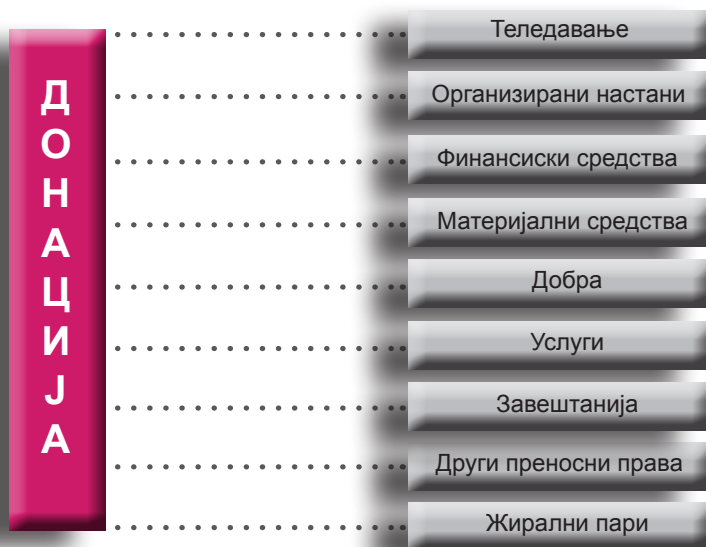 ДОНАЦИЈА
Теледавање
Организирани настани
Финансиски средства
Материјални средства
Добра
Услуги
Завештанија
Други преносни права
Жирални пари